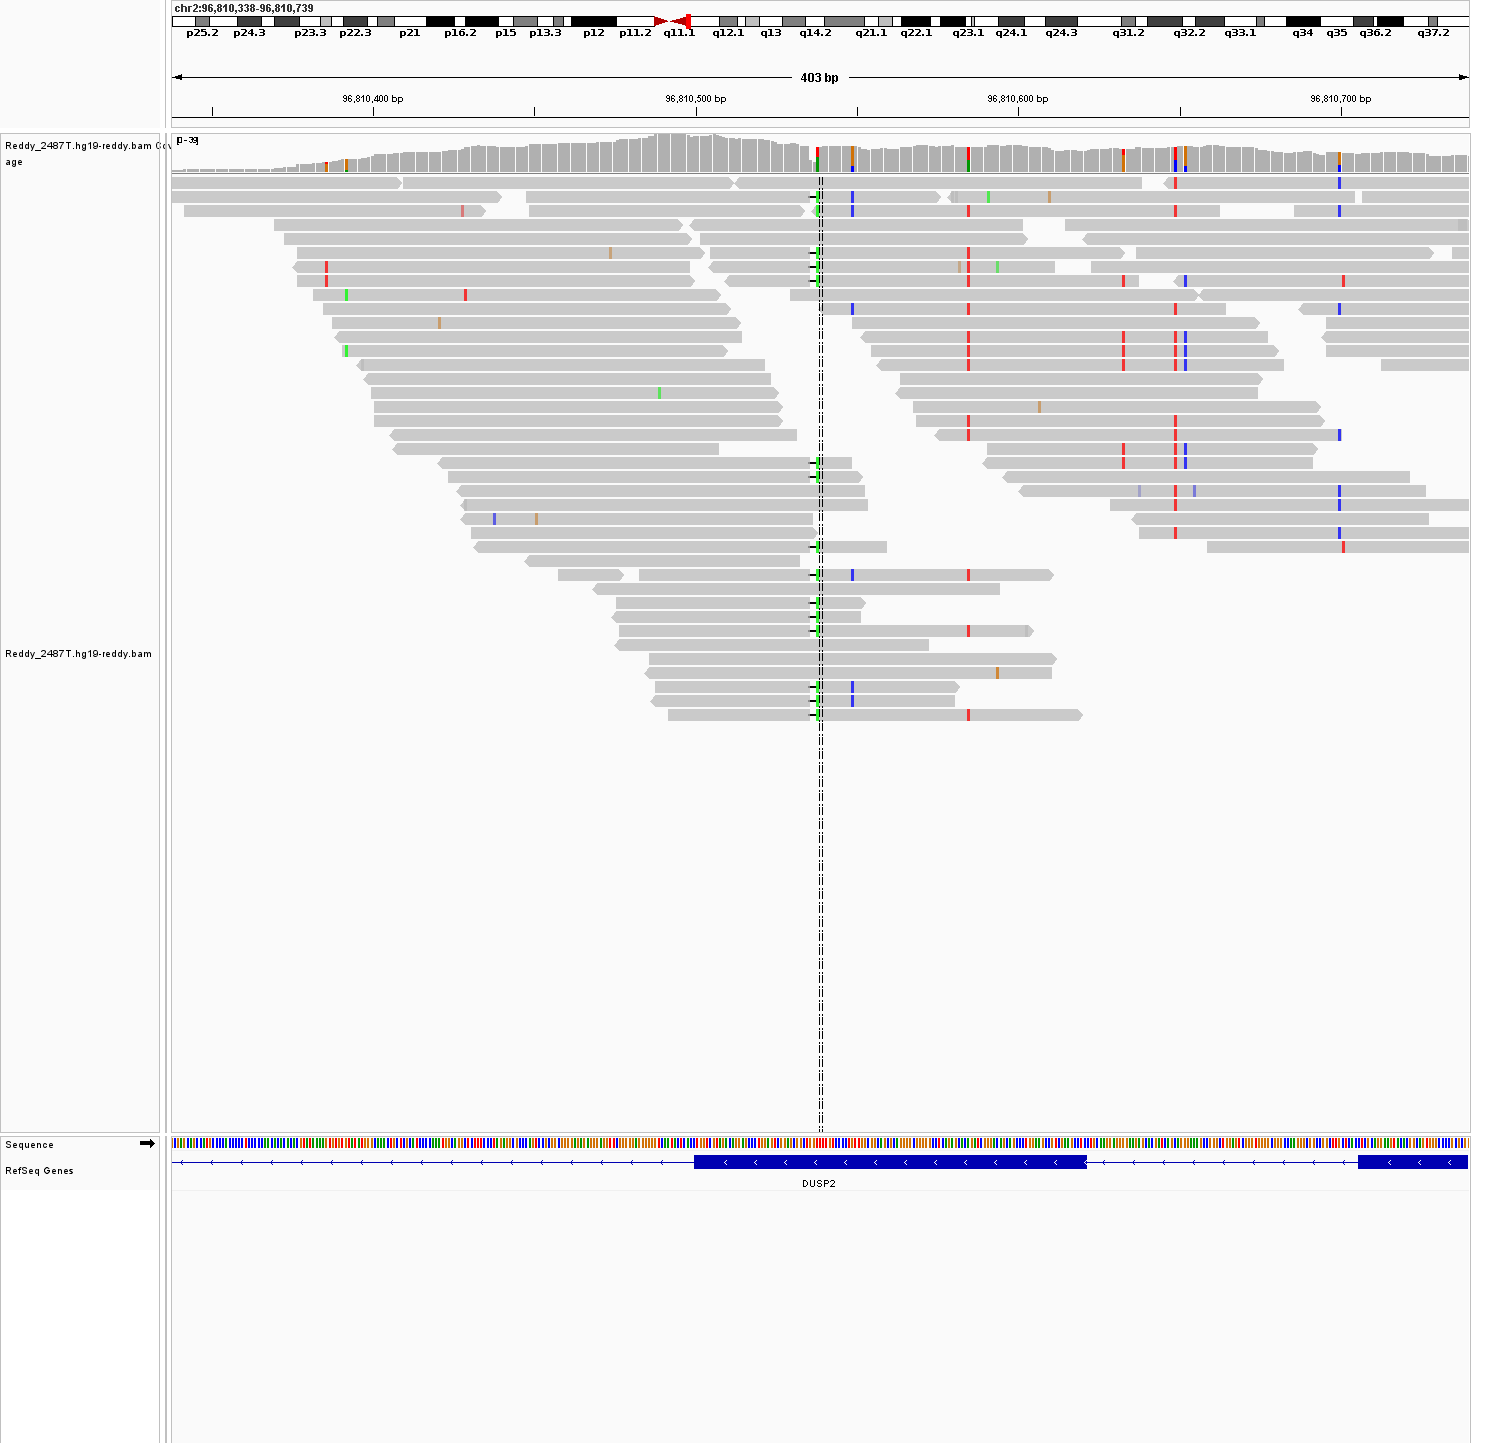 chr2:96,810,338-96,810,739
p25.2 p24.3 p23.3 p22.3 p21 p16.2 p15 p13.3 p12 p11.2 q11.1 q12.1 q13 q14.2 q21.1 q22.1 q23.1 q24.1 q24.3 q31.2 q32.2 q33.1 q34 q35 q36.2 q37.2
403 bp
96,810,400 bp 96,810,500 bp 96,810,600 bp 96,810,700 bp
[0-39]
Reddy_2487T.hg19-reddy.bam Cov
age
Reddy_2487T.hg19-reddy.bam
Sequence
RefSeq Genes
DUSP2